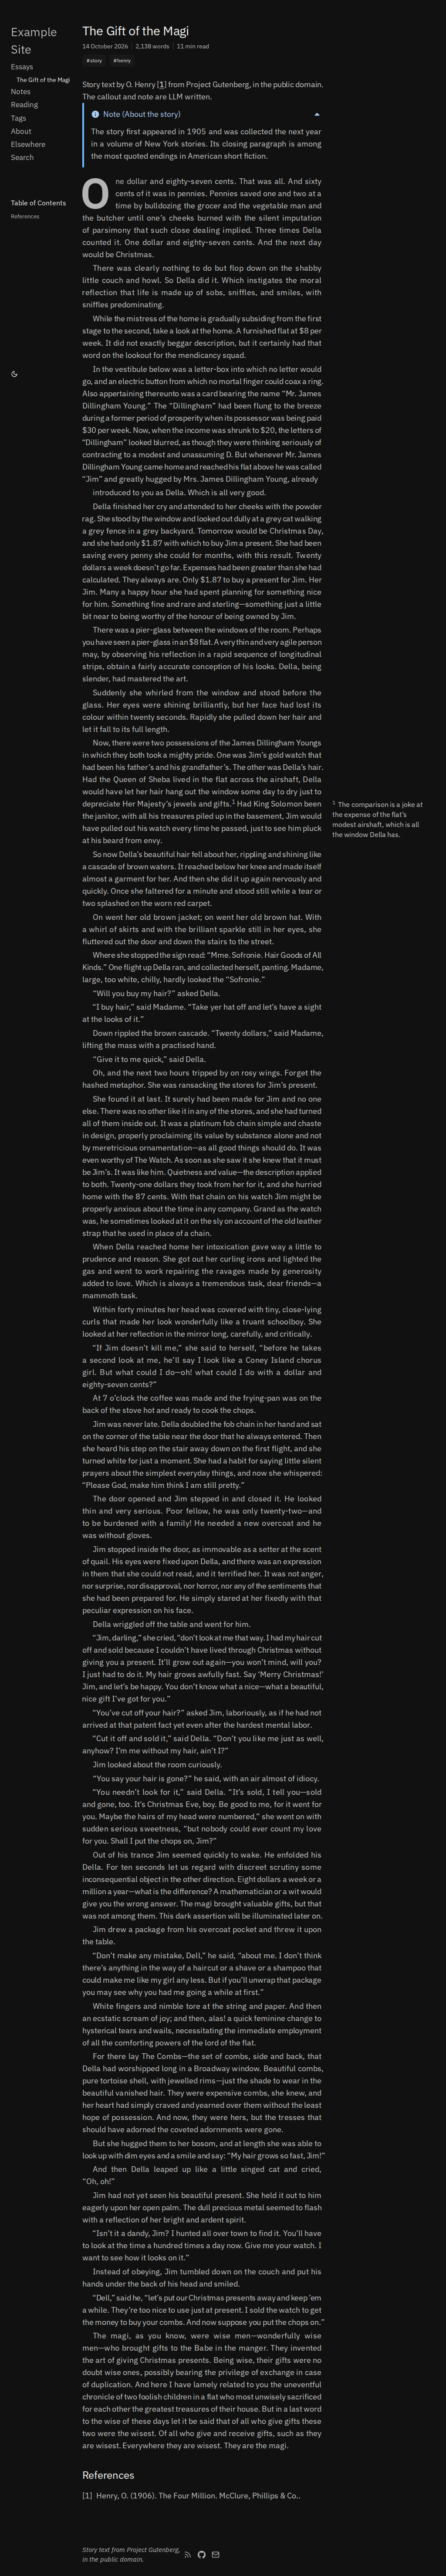 Example
Site
Essays
The Gift of the Magi
Notes
Reading
Tags
About
Elsewhere
Search
Table of Contents
References
The Gift of the Magi
14 October 2026 | 2,138 words | 11 min read
#story #henry
Story text by O. Henry [1] from Project Gutenberg, in the public domain.
The callout and note are LLM written.
Note (About the story)
The story first appeared in 1905 and was collected the next year
in a volume of New York stories. Its closing paragraph is among
the most quoted endings in American short fiction.
One dollar and eighty-seven cents. That was all. And sixty
cents of it was in pennies. Pennies saved one and two at a
time by bulldozing the grocer and the vegetable man and
the butcher until one’s cheeks burned with the silent imputation
of parsimony that such close dealing implied. Three times Della
counted it. One dollar and eighty-seven cents. And the next day
would be Christmas.
There was clearly nothing to do but flop down on the shabby
little couch and howl. So Della did it. Which instigates the moral
reflection that life is made up of sobs, sniffles, and smiles, with
sniffles predominating.
While the mistress of the home is gradually subsiding from the first
stage to the second, take a look at the home. A furnished flat at $8 per
week. It did not exactly beggar description, but it certainly had that
word on the lookout for the mendicancy squad.
In the vestibule below was a letter-box into which no letter would
go, and an electric button from which no mortal finger could coax a ring.
Also appertaining thereunto was a card bearing the name “Mr. James
Dillingham Young.” The “Dillingham” had been flung to the breeze
during a former period of prosperity when its possessor was being paid
$30 per week. Now, when the income was shrunk to $20, the letters of
“Dillingham” looked blurred, as though they were thinking seriously of
contracting to a modest and unassuming D. But whenever Mr. James
Dillingham Young came home and reached his flat above he was called
“Jim” and greatly hugged by Mrs. James Dillingham Young, already
introduced to you as Della. Which is all very good.
Della finished her cry and attended to her cheeks with the powder
rag. She stood by the window and looked out dully at a grey cat walking
a grey fence in a grey backyard. Tomorrow would be Christmas Day,
and she had only $1.87 with which to buy Jim a present. She had been
saving every penny she could for months, with this result. Twenty
dollars a week doesn’t go far. Expenses had been greater than she had
calculated. They always are. Only $1.87 to buy a present for Jim. Her
Jim. Many a happy hour she had spent planning for something nice
for him. Something fine and rare and sterling—something just a little
bit near to being worthy of the honour of being owned by Jim.
There was a pier-glass between the windows of the room. Perhaps
you have seen a pier-glass in an $8 flat. A very thin and very agile person
may, by observing his reflection in a rapid sequence of longitudinal
strips, obtain a fairly accurate conception of his looks. Della, being
slender, had mastered the art.
Suddenly she whirled from the window and stood before the
glass. Her eyes were shining brilliantly, but her face had lost its
colour within twenty seconds. Rapidly she pulled down her hair and
let it fall to its full length.
Now, there were two possessions of the James Dillingham Youngs
in which they both took a mighty pride. One was Jim’s gold watch that
had been his father’s and his grandfather’s. The other was Della’s hair.
Had the Queen of Sheba lived in the flat across the airshaft, Della
would have let her hair hang out the window some day to dry just to
depreciate Her Majesty’s jewels and gifts.1 Had King Solomon been
the janitor, with all his treasures piled up in the basement, Jim would
have pulled out his watch every time he passed, just to see him pluck
at his beard from envy.
1 The comparison is a joke at
the expense of the flat’s
modest airshaft, which is all
the window Della has.
So now Della’s beautiful hair fell about her, rippling and shining like
a cascade of brown waters. It reached below her knee and made itself
almost a garment for her. And then she did it up again nervously and
quickly. Once she faltered for a minute and stood still while a tear or
two splashed on the worn red carpet.
On went her old brown jacket; on went her old brown hat. With
a whirl of skirts and with the brilliant sparkle still in her eyes, she
fluttered out the door and down the stairs to the street.
Where she stopped the sign read: “Mme. Sofronie. Hair Goods of All
Kinds.” One flight up Della ran, and collected herself, panting. Madame,
large, too white, chilly, hardly looked the “Sofronie.”
“Will you buy my hair?” asked Della.
“I buy hair,” said Madame. “Take yer hat off and let’s have a sight
at the looks of it.”
Down rippled the brown cascade. “Twenty dollars,” said Madame,
lifting the mass with a practised hand.
“Give it to me quick,” said Della.
Oh, and the next two hours tripped by on rosy wings. Forget the
hashed metaphor. She was ransacking the stores for Jim’s present.
She found it at last. It surely had been made for Jim and no one
else. There was no other like it in any of the stores, and she had turned
all of them inside out. It was a platinum fob chain simple and chaste
in design, properly proclaiming its value by substance alone and not
by meretricious ornamentation—as all good things should do. It was
even worthy of The Watch. As soon as she saw it she knew that it must
be Jim’s. It was like him. Quietness and value—the description applied
to both. Twenty-one dollars they took from her for it, and she hurried
home with the 87 cents. With that chain on his watch Jim might be
properly anxious about the time in any company. Grand as the watch
was, he sometimes looked at it on the sly on account of the old leather
strap that he used in place of a chain.
When Della reached home her intoxication gave way a little to
prudence and reason. She got out her curling irons and lighted the
gas and went to work repairing the ravages made by generosity
added to love. Which is always a tremendous task, dear friends—a
mammoth task.
Within forty minutes her head was covered with tiny, close-lying
curls that made her look wonderfully like a truant schoolboy. She
looked at her reflection in the mirror long, carefully, and critically.
“If Jim doesn’t kill me,” she said to herself, “before he takes
a second look at me, he’ll say I look like a Coney Island chorus
girl. But what could I do—oh! what could I do with a dollar and
eighty-seven cents?”
At 7 o’clock the coffee was made and the frying-pan was on the
back of the stove hot and ready to cook the chops.
Jim was never late. Della doubled the fob chain in her hand and sat
on the corner of the table near the door that he always entered. Then
she heard his step on the stair away down on the first flight, and she
turned white for just a moment. She had a habit for saying little silent
prayers about the simplest everyday things, and now she whispered:
“Please God, make him think I am still pretty.”
The door opened and Jim stepped in and closed it. He looked
thin and very serious. Poor fellow, he was only twenty-two—and
to be burdened with a family! He needed a new overcoat and he
was without gloves.
Jim stopped inside the door, as immovable as a setter at the scent
of quail. His eyes were fixed upon Della, and there was an expression
in them that she could not read, and it terrified her. It was not anger,
nor surprise, nor disapproval, nor horror, nor any of the sentiments that
she had been prepared for. He simply stared at her fixedly with that
peculiar expression on his face.
Della wriggled off the table and went for him.
“Jim, darling,” she cried, “don’t look at me that way. I had my hair cut
off and sold because I couldn’t have lived through Christmas without
giving you a present. It’ll grow out again—you won’t mind, will you?
I just had to do it. My hair grows awfully fast. Say ‘Merry Christmas!’
Jim, and let’s be happy. You don’t know what a nice—what a beautiful,
nice gift I’ve got for you.”
“You’ve cut off your hair?” asked Jim, laboriously, as if he had not
arrived at that patent fact yet even after the hardest mental labor.
“Cut it off and sold it,” said Della. “Don’t you like me just as well,
anyhow? I’m me without my hair, ain’t I?”
Jim looked about the room curiously.
“You say your hair is gone?” he said, with an air almost of idiocy.
“You needn’t look for it,” said Della. “It’s sold, I tell you—sold
and gone, too. It’s Christmas Eve, boy. Be good to me, for it went for
you. Maybe the hairs of my head were numbered,” she went on with
sudden serious sweetness, “but nobody could ever count my love
for you. Shall I put the chops on, Jim?”
Out of his trance Jim seemed quickly to wake. He enfolded his
Della. For ten seconds let us regard with discreet scrutiny some
inconsequential object in the other direction. Eight dollars a week or a
million a year—what is the difference? A mathematician or a wit would
give you the wrong answer. The magi brought valuable gifts, but that
was not among them. This dark assertion will be illuminated later on.
Jim drew a package from his overcoat pocket and threw it upon
the table.
“Don’t make any mistake, Dell,” he said, “about me. I don’t think
there’s anything in the way of a haircut or a shave or a shampoo that
could make me like my girl any less. But if you’ll unwrap that package
you may see why you had me going a while at first.”
White fingers and nimble tore at the string and paper. And then
an ecstatic scream of joy; and then, alas! a quick feminine change to
hysterical tears and wails, necessitating the immediate employment
of all the comforting powers of the lord of the flat.
For there lay The Combs—the set of combs, side and back, that
Della had worshipped long in a Broadway window. Beautiful combs,
pure tortoise shell, with jewelled rims—just the shade to wear in the
beautiful vanished hair. They were expensive combs, she knew, and
her heart had simply craved and yearned over them without the least
hope of possession. And now, they were hers, but the tresses that
should have adorned the coveted adornments were gone.
But she hugged them to her bosom, and at length she was able to
look up with dim eyes and a smile and say: “My hair grows so fast, Jim!”
And then Della leaped up like a little singed cat and cried,
“Oh, oh!”
Jim had not yet seen his beautiful present. She held it out to him
eagerly upon her open palm. The dull precious metal seemed to flash
with a reflection of her bright and ardent spirit.
“Isn’t it a dandy, Jim? I hunted all over town to find it. You’ll have
to look at the time a hundred times a day now. Give me your watch. I
want to see how it looks on it.”
Instead of obeying, Jim tumbled down on the couch and put his
hands under the back of his head and smiled.
“Dell,” said he, “let’s put our Christmas presents away and keep ’em
a while. They’re too nice to use just at present. I sold the watch to get
the money to buy your combs. And now suppose you put the chops on.”
The magi, as you know, were wise men—wonderfully wise
men—who brought gifts to the Babe in the manger. They invented
the art of giving Christmas presents. Being wise, their gifts were no
doubt wise ones, possibly bearing the privilege of exchange in case
of duplication. And here I have lamely related to you the uneventful
chronicle of two foolish children in a flat who most unwisely sacrificed
for each other the greatest treasures of their house. But in a last word
to the wise of these days let it be said that of all who give gifts these
two were the wisest. Of all who give and receive gifts, such as they
are wisest. Everywhere they are wisest. They are the magi.
References
[1] Henry, O. (1906). The Four Million. McClure, Phillips & Co..
Story text from Project Gutenberg,
in the public domain.